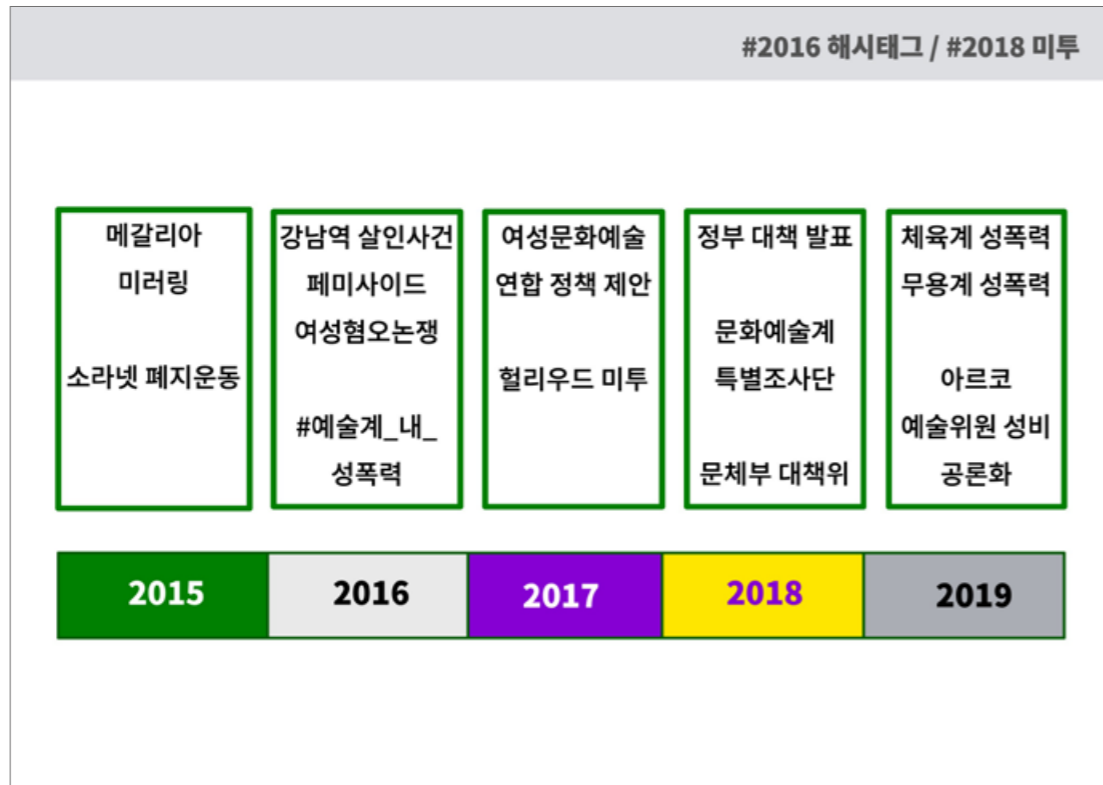 #2016 해시태그 / #2018 미투
메갈리아
미러링
소라넷 폐지운동
강남역 살인사건
페미사이드
여성혐오논쟁
#예술계_내_
성폭력
여성문화예술
연합 정책 제안
헐리우드 미투
정부 대책 발표
문화예술계
특별조사단
문체부 대책위
체육계 성폭력
무용계 성폭력
아르코
예술위원 성비
공론화
2015
2016
2017
2018
2019